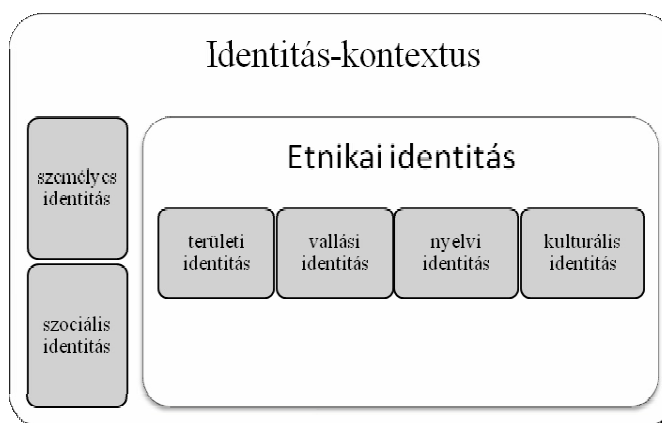 Identitás-kontextus
személyes
identitás
szociális
identitás
Etnikai identitás
területi
identitás
vallási
identitás
nyelvi
identitás
kulturális
identitás